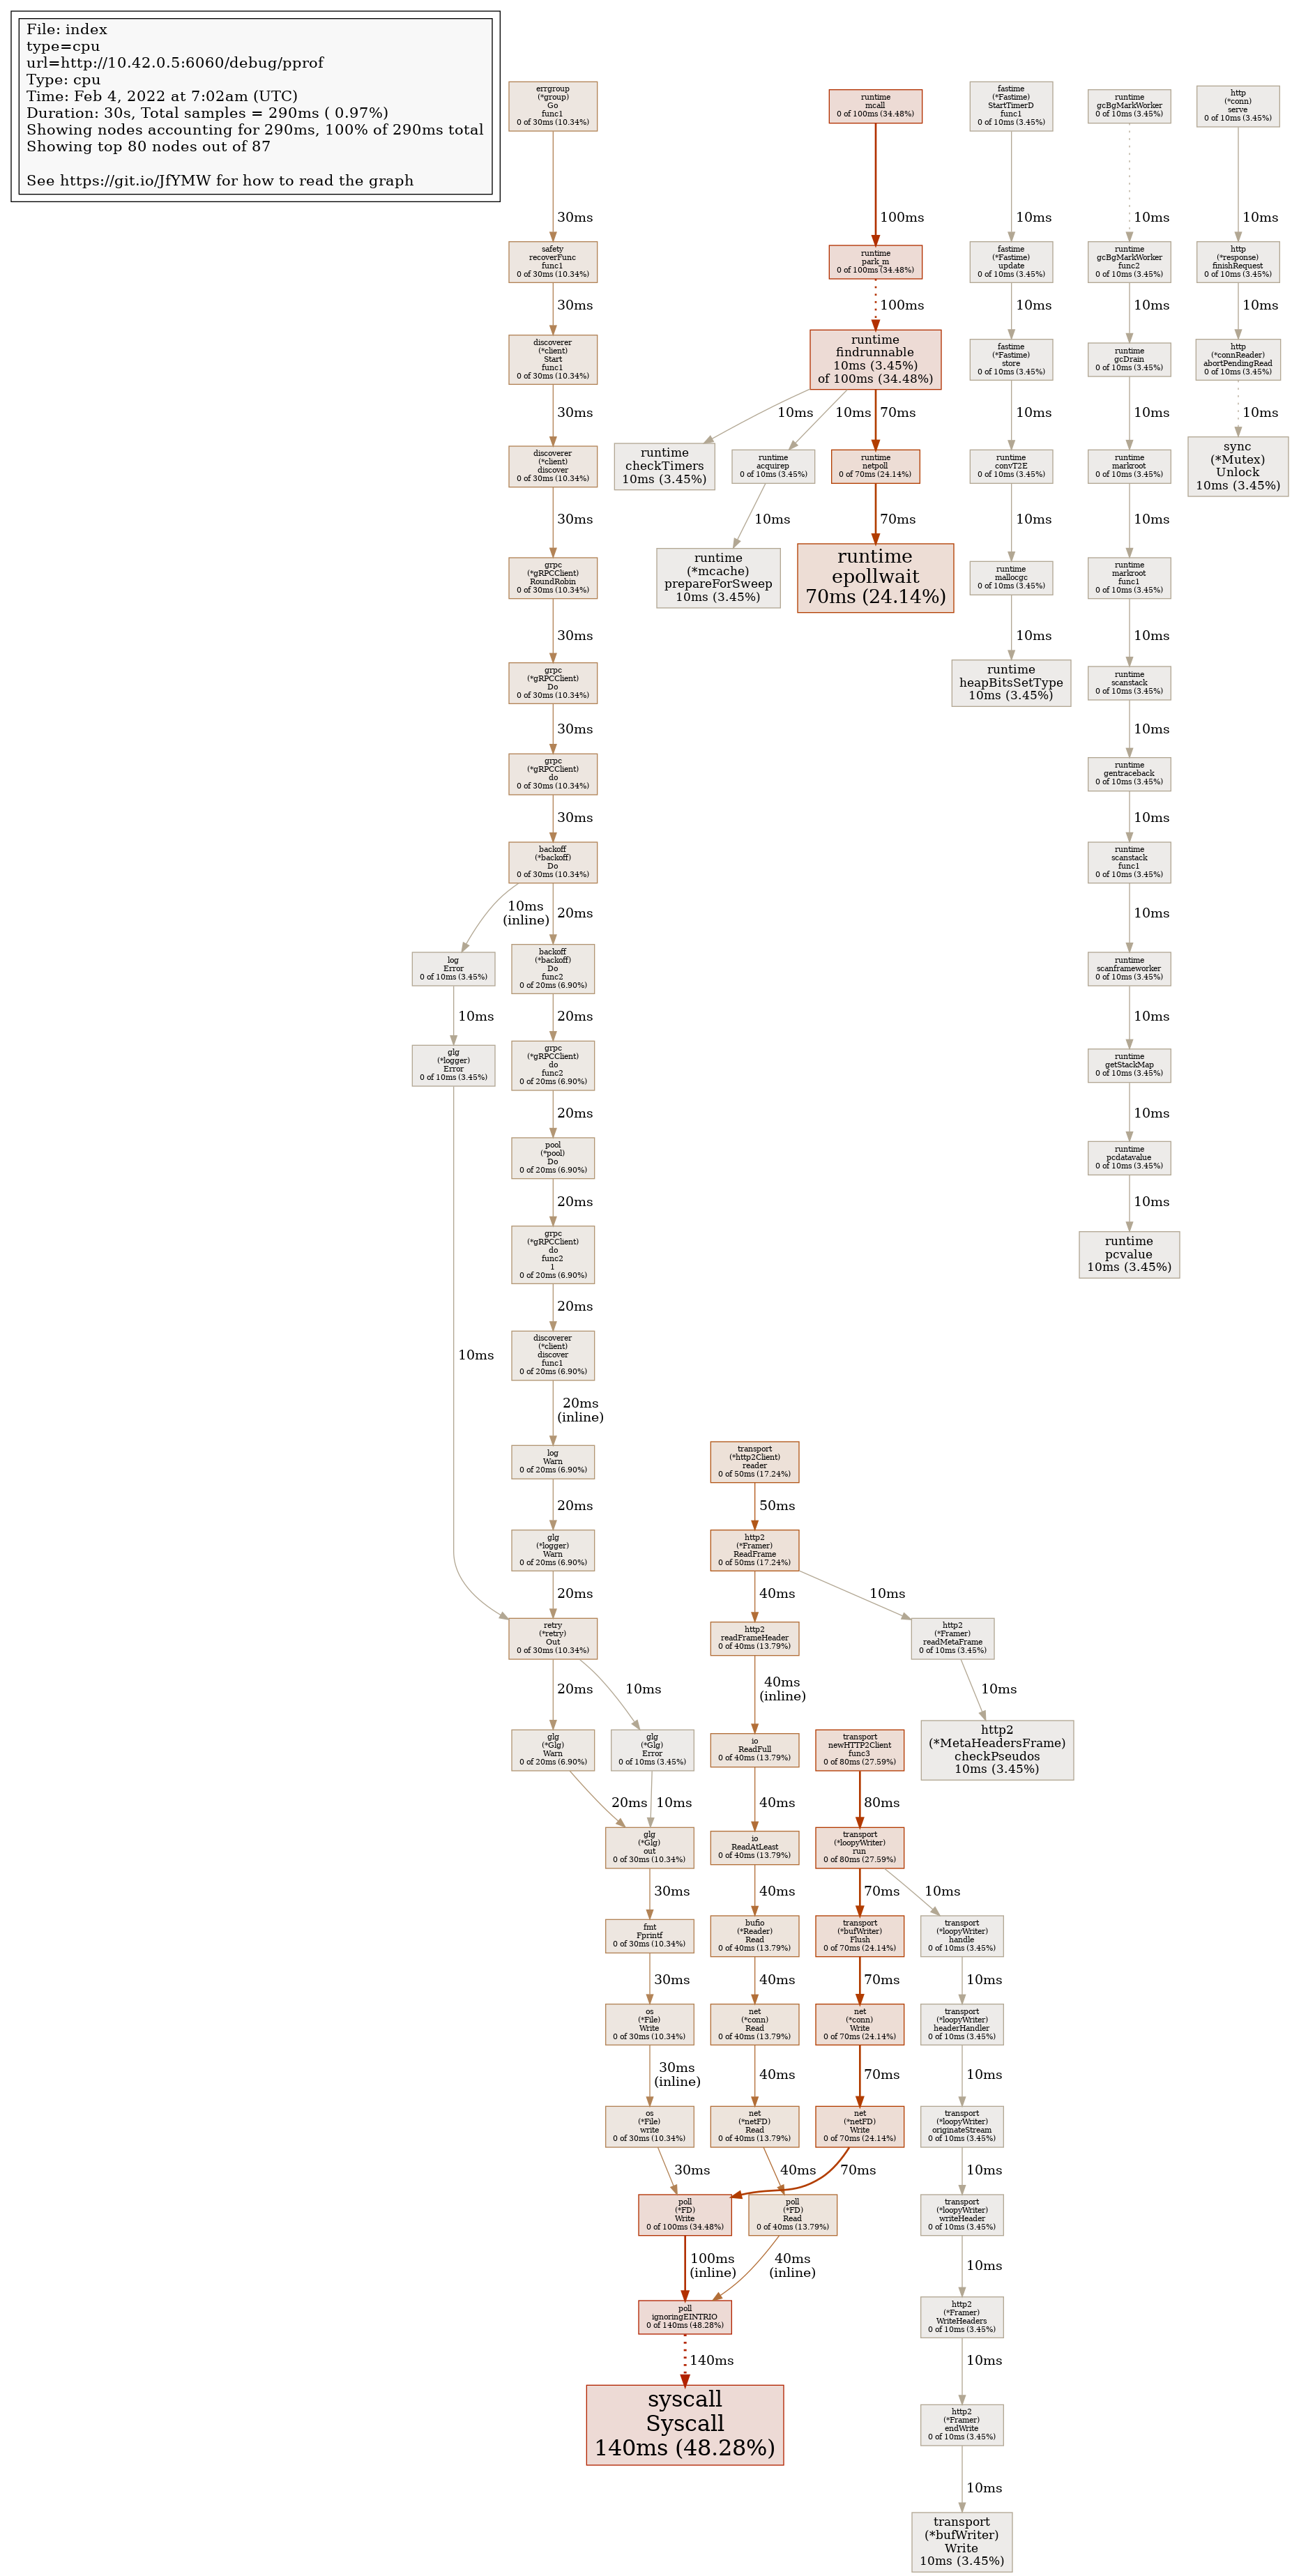 File: index
type=cpu
url=http://10.42.0.5:6060/debug/pprof
Type: cpu
Time: Feb 4, 2022 at 7:02am (UTC)
Duration: 30s, Total samples = 290ms ( 0.97%)
Showing nodes accounting for 290ms, 100% of 290ms total
Showing top 80 nodes out of 87
See https://git.io/JfYMW for how to read the graph
errgroup
(*group)
Go
func1
0 of 30ms (10.34%)
30ms
safety
recoverFunc
func1
0 of 30ms (10.34%)
30ms
discoverer
(*client)
Start
func1
0 of 30ms (10.34%)
30ms
discoverer
(*client)
discover
0 of 30ms (10.34%)
30ms
grpc
(*gRPCClient)
RoundRobin
0 of 30ms (10.34%)
30ms
grpc
(*gRPCClient)
Do
0 of 30ms (10.34%)
30ms
grpc
(*gRPCClient)
do
0 of 30ms (10.34%)
30ms
backoff
(*backoff)
Do
0 of 30ms (10.34%)
10ms
(inline)
20ms
log
Error
0 of 10ms (3.45%)
10ms
glg
(*logger)
Error
0 of 10ms (3.45%)
10ms
backoff
(*backoff)
Do
func2
0 of 20ms (6.90%)
20ms
grpc
(*gRPCClient)
do
func2
0 of 20ms (6.90%)
20ms
pool
(*pool)
Do
0 of 20ms (6.90%)
20ms
grpc
(*gRPCClient)
do
func2
1
0 of 20ms (6.90%)
20ms
discoverer
(*client)
discover
func1
0 of 20ms (6.90%)
20ms
(inline)
log
Warn
0 of 20ms (6.90%)
20ms
glg
(*logger)
Warn
0 of 20ms (6.90%)
20ms
retry
(*retry)
Out
0 of 30ms (10.34%)
20ms
10ms
glg
(*Glg)
Warn
0 of 20ms (6.90%)
glg
(*Glg)
Error
0 of 10ms (3.45%)
20ms
10ms
glg
(*Glg)
out
0 of 30ms (10.34%)
30ms
fmt
Fprintf
0 of 30ms (10.34%)
30ms
os
(*File)
Write
0 of 30ms (10.34%)
30ms
(inline)
os
(*File)
write
0 of 30ms (10.34%)
30ms
runtime
mcall
0 of 100ms (34.48%)
100ms
runtime
park_m
0 of 100ms (34.48%)
100ms
runtime
findrunnable
10ms (3.45%)
of 100ms (34.48%)
10ms
10ms
70ms
runtime
checkTimers
10ms (3.45%)
runtime
acquirep
0 of 10ms (3.45%)
10ms
runtime
(*mcache)
prepareForSweep
10ms (3.45%)
runtime
netpoll
0 of 70ms (24.14%)
70ms
runtime
epollwait
70ms (24.14%)
fastime
(*Fastime)
StartTimerD
func1
0 of 10ms (3.45%)
10ms
fastime
(*Fastime)
update
0 of 10ms (3.45%)
10ms
fastime
(*Fastime)
store
0 of 10ms (3.45%)
10ms
runtime
convT2E
0 of 10ms (3.45%)
10ms
runtime
mallocgc
0 of 10ms (3.45%)
10ms
runtime
heapBitsSetType
10ms (3.45%)
runtime
gcBgMarkWorker
0 of 10ms (3.45%)
10ms
runtime
gcBgMarkWorker
func2
0 of 10ms (3.45%)
10ms
runtime
gcDrain
0 of 10ms (3.45%)
10ms
runtime
markroot
0 of 10ms (3.45%)
10ms
runtime
markroot
func1
0 of 10ms (3.45%)
10ms
runtime
scanstack
0 of 10ms (3.45%)
10ms
runtime
gentraceback
0 of 10ms (3.45%)
10ms
runtime
scanstack
func1
0 of 10ms (3.45%)
10ms
runtime
scanframeworker
0 of 10ms (3.45%)
10ms
runtime
getStackMap
0 of 10ms (3.45%)
10ms
runtime
pcdatavalue
0 of 10ms (3.45%)
10ms
runtime
pcvalue
10ms (3.45%)
http
(*conn)
serve
0 of 10ms (3.45%)
10ms
http
(*response)
finishRequest
0 of 10ms (3.45%)
10ms
http
(*connReader)
abortPendingRead
0 of 10ms (3.45%)
10ms
sync
(*Mutex)
Unlock
10ms (3.45%)
transport
(*http2Client)
reader
0 of 50ms (17.24%)
50ms
http2
(*Framer)
ReadFrame
0 of 50ms (17.24%)
40ms
10ms
http2
readFrameHeader
0 of 40ms (13.79%)
40ms
(inline)
http2
(*Framer)
readMetaFrame
0 of 10ms (3.45%)
10ms
http2
(*MetaHeadersFrame)
checkPseudos
10ms (3.45%)
io
ReadFull
0 of 40ms (13.79%)
40ms
io
ReadAtLeast
0 of 40ms (13.79%)
40ms
bufio
(*Reader)
Read
0 of 40ms (13.79%)
40ms
net
(*conn)
Read
0 of 40ms (13.79%)
40ms
net
(*netFD)
Read
0 of 40ms (13.79%)
40ms
transport
newHTTP2Client
func3
0 of 80ms (27.59%)
80ms
transport
(*loopyWriter)
run
0 of 80ms (27.59%)
70ms
10ms
transport
(*bufWriter)
Flush
0 of 70ms (24.14%)
70ms
net
(*conn)
Write
0 of 70ms (24.14%)
70ms
net
(*netFD)
Write
0 of 70ms (24.14%)
70ms
transport
(*loopyWriter)
handle
0 of 10ms (3.45%)
10ms
transport
(*loopyWriter)
headerHandler
0 of 10ms (3.45%)
10ms
transport
(*loopyWriter)
originateStream
0 of 10ms (3.45%)
10ms
transport
(*loopyWriter)
writeHeader
0 of 10ms (3.45%)
10ms
http2
(*Framer)
WriteHeaders
0 of 10ms (3.45%)
10ms
http2
(*Framer)
endWrite
0 of 10ms (3.45%)
10ms
transport
(*bufWriter)
Write
10ms (3.45%)
poll
(*FD)
Write
0 of 100ms (34.48%)
100ms
(inline)
poll
(*FD)
Read
0 of 40ms (13.79%)
40ms
(inline)
poll
ignoringEINTRIO
0 of 140ms (48.28%)
140ms
syscall
Syscall
140ms (48.28%)